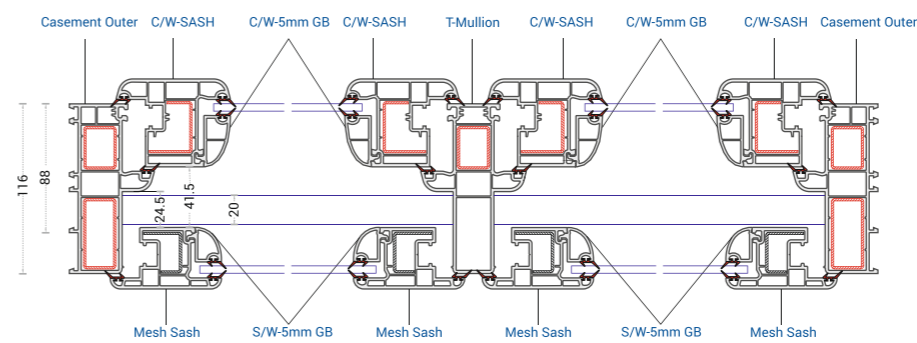 Casement Outer
C/W-SASH
C/W-5mm GB
C/W-SASH
T-Mullion
C/W-SASH
C/W-5mm GB
C/W-SASH
Casement Outer
116
88
24.5
41.5
20
Mesh Sash
S/W-5mm GB
Mesh Sash
Mesh Sash
S/W-5mm GB
Mesh Sash